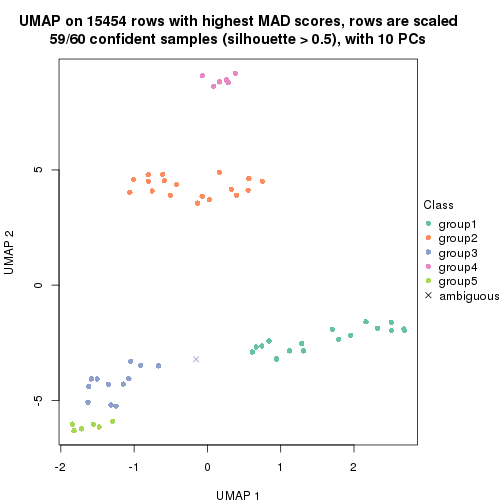 UMAP on 15454 rows with highest MAD scores, rows are scaled
59/60 confident samples (silhouette > 0.5), with 10 PCs
UMAP 2
5
0
-5
-2
-1
0
1
2
UMAP 1
Class
group1
group2
group3
group4
group5
ambiguous